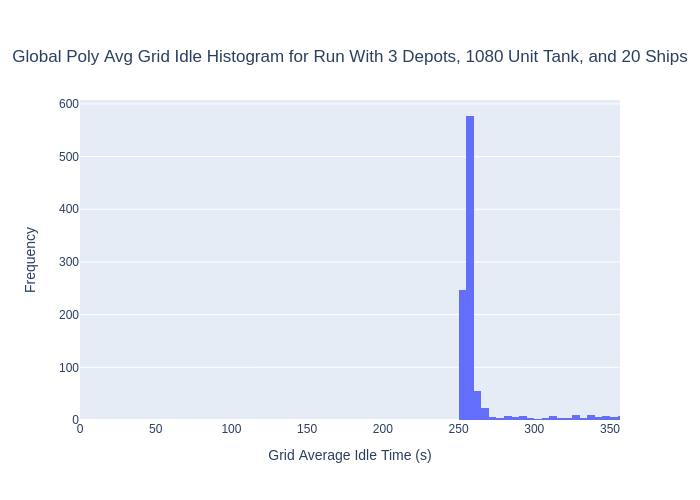 Global Poly Avg Grid Idle Histogram for Run With 3 Depots, 1080 Unit Tank, and 20 Ships
600
500
400
300
200
100
0
Frequency
0 50 100 150 200 250 300 350
Grid Average Idle Time (s)